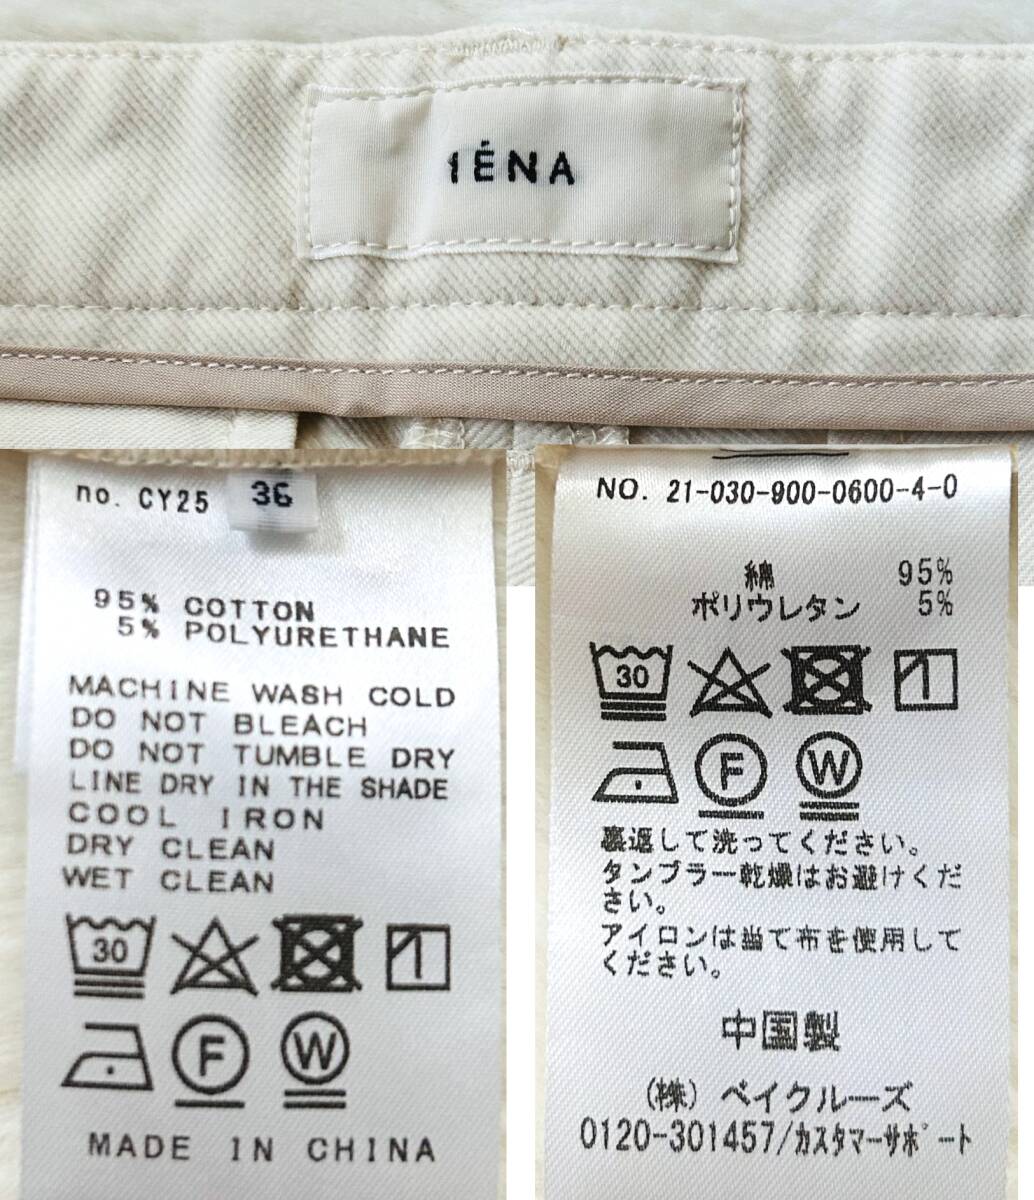 IÉNA
no. CY25 36
95% COTTON
5% POLYURETHANE
MACHINE WASH COLD
DO NOT BLEACH
DO NOT TUMBLE DRY
LINE DRY IN THE SHADE
COOL IRON
DRY CLEAN
WET CLEAN
30
F W
MADE IN CHINA
NO. 21-030-900-0600-4-0
綿 95%
ポリウレタン 5%
30
F W
裏返して洗ってください。
タンブラー乾燥はお避けくだ
さい。
アイロンは当て布を使用して
ください。
中国製
(株) ベイクルーズ
0120-301457/カスタマーサポート